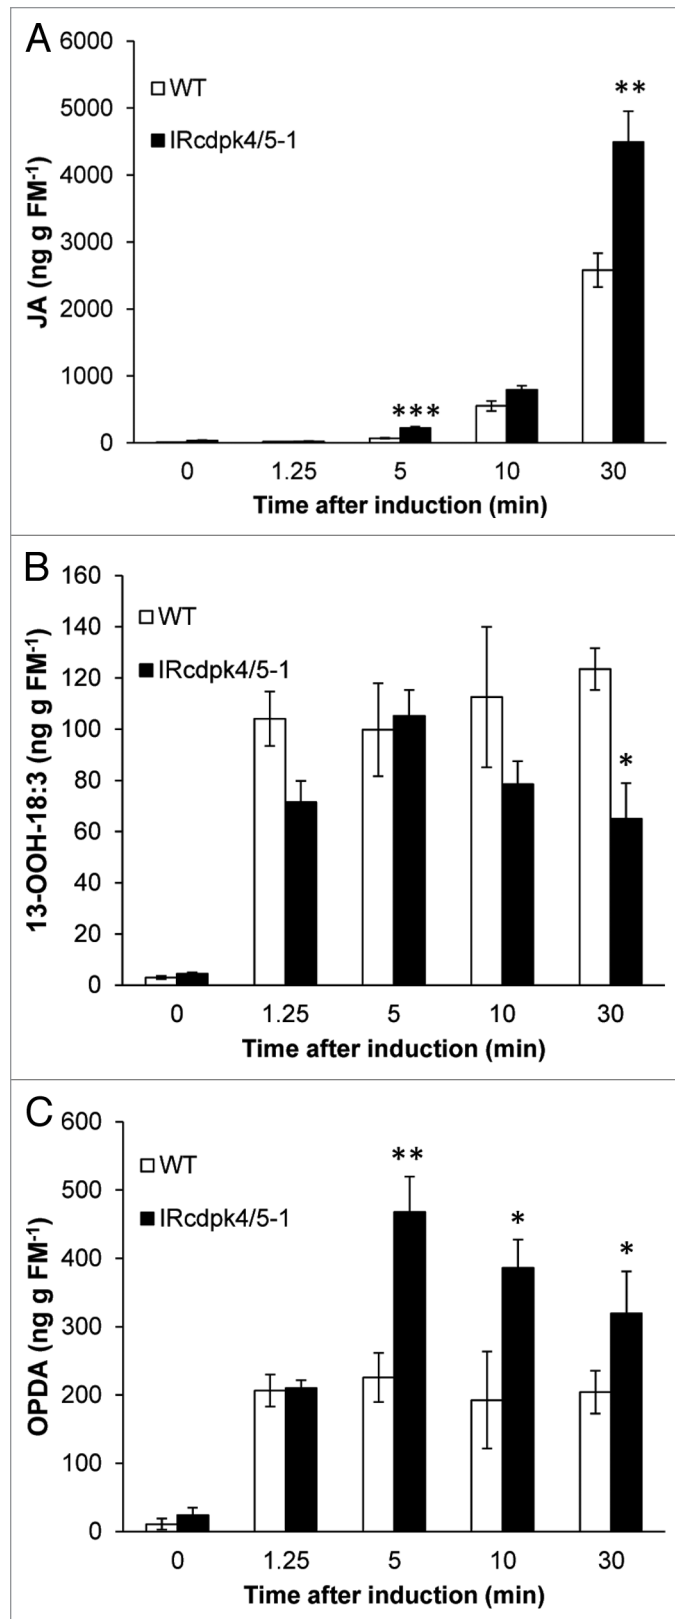 A
6000
5000
4000
3000
2000
1000
0
JA (ng g FM-1)
WT
IRcdpk4/5-1
***
**
0 1.25 5 10 30
Time after induction (min)
B
160
140
120
100
80
60
40
20
0
13-OOH-18:3 (ng g FM-1)
WT
IRcdpk4/5-1
*
0 1.25 5 10 30
Time after induction (min)
C
600
500
400
300
200
100
0
OPDA (ng g FM-1)
WT
IRcdpk4/5-1
**
*
*
0 1.25 5 10 30
Time after induction (min)